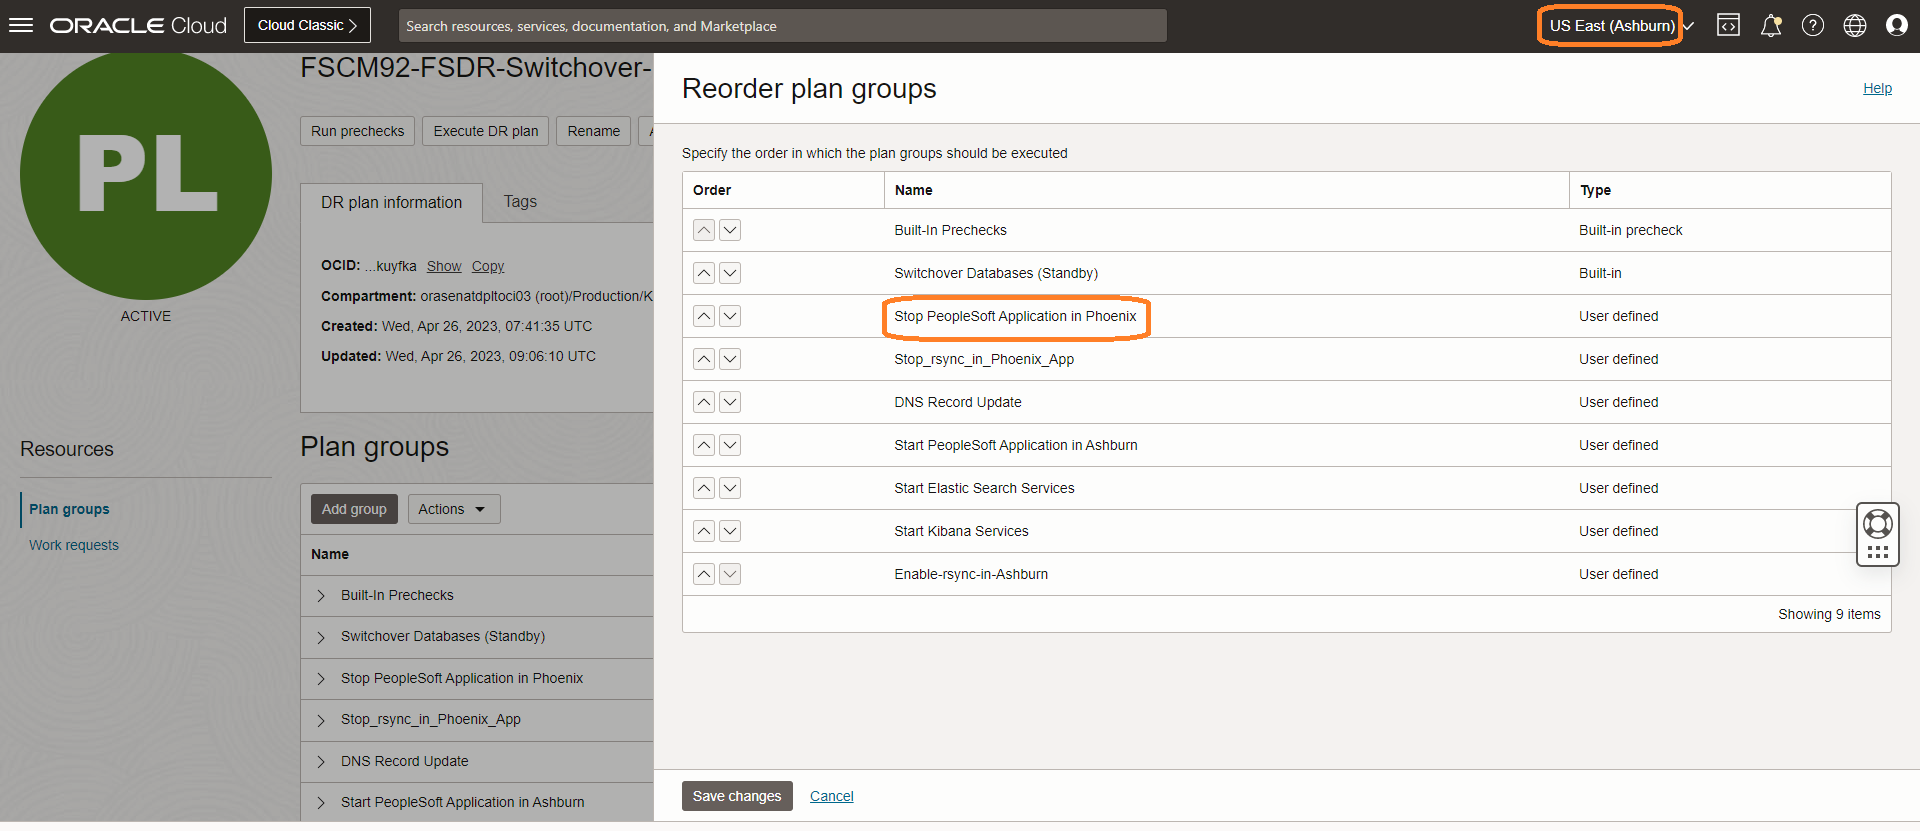 ORACLE Cloud
Cloud Classic
Search resources, services, documentation, and Marketplace
US East (Ashburn)
PL
ACTIVE
FSCM92-FSDR-Switchover-
Run prechecks
Execute DR plan
Rename
DR plan information
Tags
OCID: ...kuyfka Show Copy
Compartment: orasenatdpltoci03 (root)/Production/K
Created: Wed, Apr 26, 2023, 07:41:35 UTC
Updated: Wed, Apr 26, 2023, 09:06:10 UTC
Resources
Plan groups
Work requests
Plan groups
Add group
Actions
Name
Built-In Prechecks
Switchover Databases (Standby)
Stop PeopleSoft Application in Phoenix
Stop_rsync_in_Phoenix_App
DNS Record Update
Start PeopleSoft Application in Ashburn
Reorder plan groups
Help
Specify the order in which the plan groups should be executed
Order Name Type
Built-In Prechecks Built-in precheck
Switchover Databases (Standby) Built-in
Stop PeopleSoft Application in Phoenix User defined
Stop_rsync_in_Phoenix_App User defined
DNS Record Update User defined
Start PeopleSoft Application in Ashburn User defined
Start Elastic Search Services User defined
Start Kibana Services User defined
Enable-rsync-in-Ashburn User defined
Showing 9 items
Save changes
Cancel